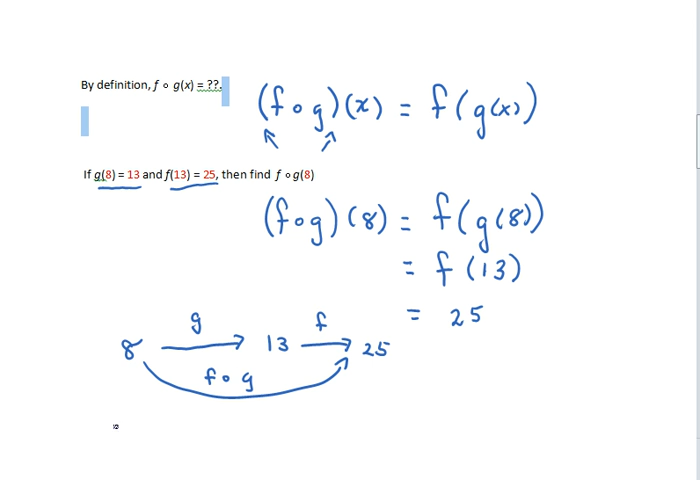 By definition, f ∘ g(x) = ??.
(f∘g)(x) = f(g(x))
If g(8) = 13 and f(13) = 25, then find f ∘ g(8)
(f∘g)(8) = f(g(8))
= f(13)
= 25
g f
8 13 25
f∘g
12